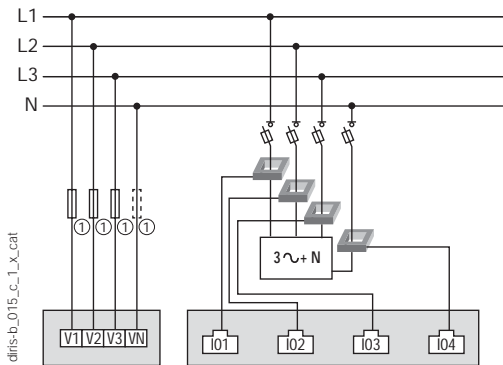 L1
L2
L3
N
① ① ① ①
3 ∿ + N
V1 V2 V3 VN
I01 I02 I03 I04
diris-b_015_c_1_x_cat